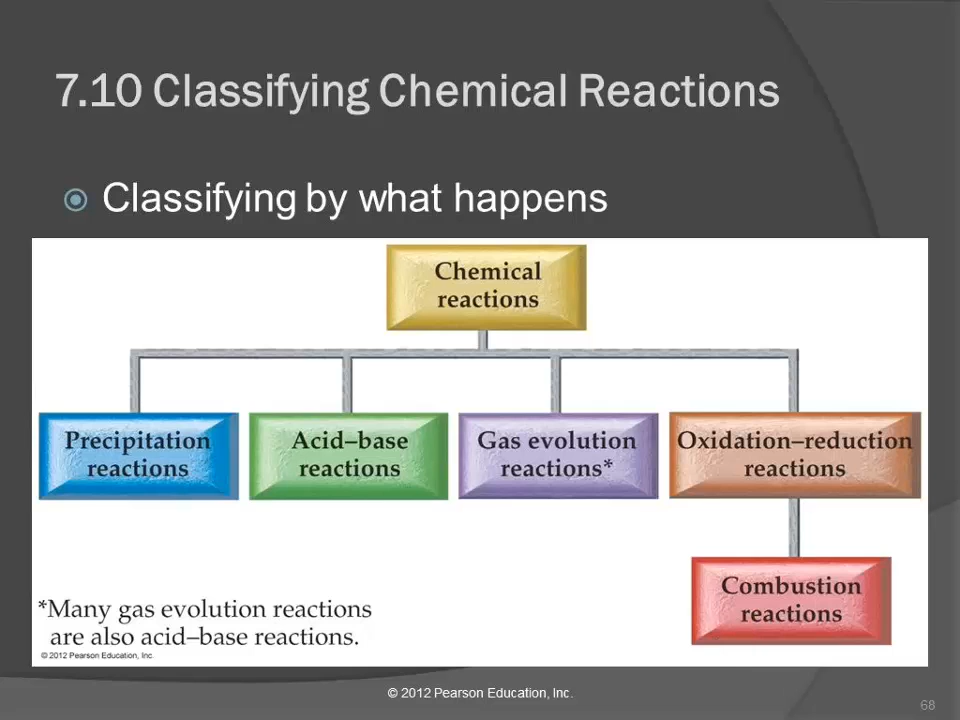 7.10 Classifying Chemical Reactions
Classifying by what happens
Chemical
reactions
Precipitation
reactions
Acid–base
reactions
Gas evolution
reactions*
Oxidation–reduction
reactions
Combustion
reactions
*Many gas evolution reactions
are also acid–base reactions.
© 2012 Pearson Education, Inc.
© 2012 Pearson Education, Inc.
68